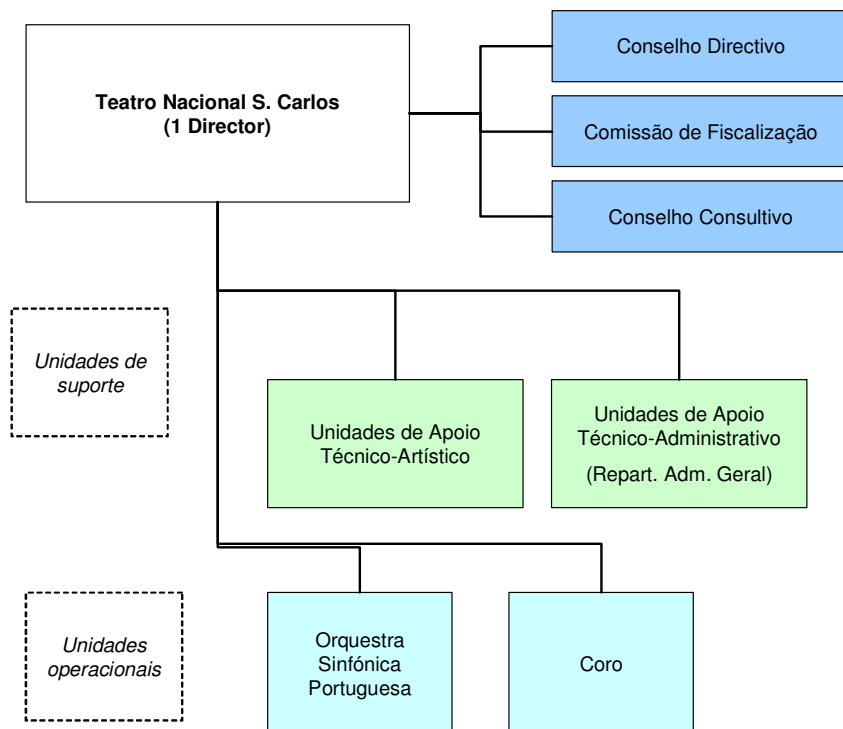 Teatro Nacional S. Carlos
(1 Director)
Conselho Directivo
Comissão de Fiscalização
Conselho Consultivo
Unidades de
suporte
Unidades de Apoio
Técnico-Artístico
Unidades de Apoio
Técnico-Administrativo
(Repart. Adm. Geral)
Unidades
operacionais
Orquestra
Sinfónica
Portuguesa
Coro